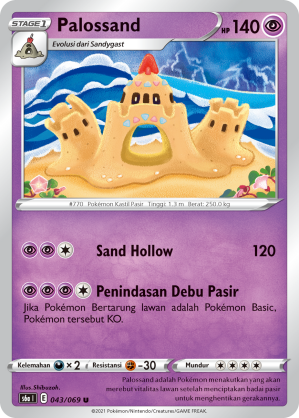 STAGE 1
Palossand
HP 140
Evolusi dari Sandygast
#770 Pokémon Kastil Pasir Tinggi: 1.3 m Berat: 250.0 kg
Sand Hollow 120
Penindasan Debu Pasir
Jika Pokémon Bertarung lawan adalah Pokémon Basic,
Pokémon tersebut KO.
Kelemahan ×2 Resistansi -30 Mundur
Illus. Shibuzoh.
s6a I E 043/069 U
Palossand adalah Pokémon menakutkan yang akan
merebut vitalitas lawan setelah menciptakan badai pasir
untuk menghentikan gerakannya.
©2021 Pokémon/Nintendo/Creatures/GAME FREAK